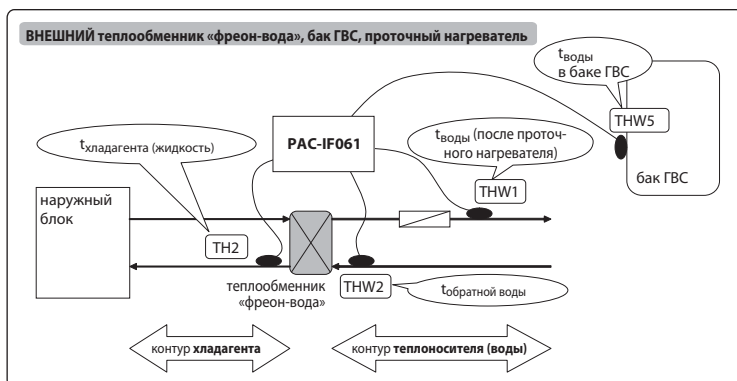 ВНЕШНИЙ теплообменник «фреон-вода», бак ГВС, проточный нагреватель
tводы
в баке ГВС
THW5
бак ГВС
PAC-IF061
tводы (после проточ-
ного нагревателя)
THW1
tхладагента (жидкость)
наружный
блок
TH2
теплообменник
«фреон-вода»
THW2
tобратной воды
контур хладагента
контур теплоносителя (воды)